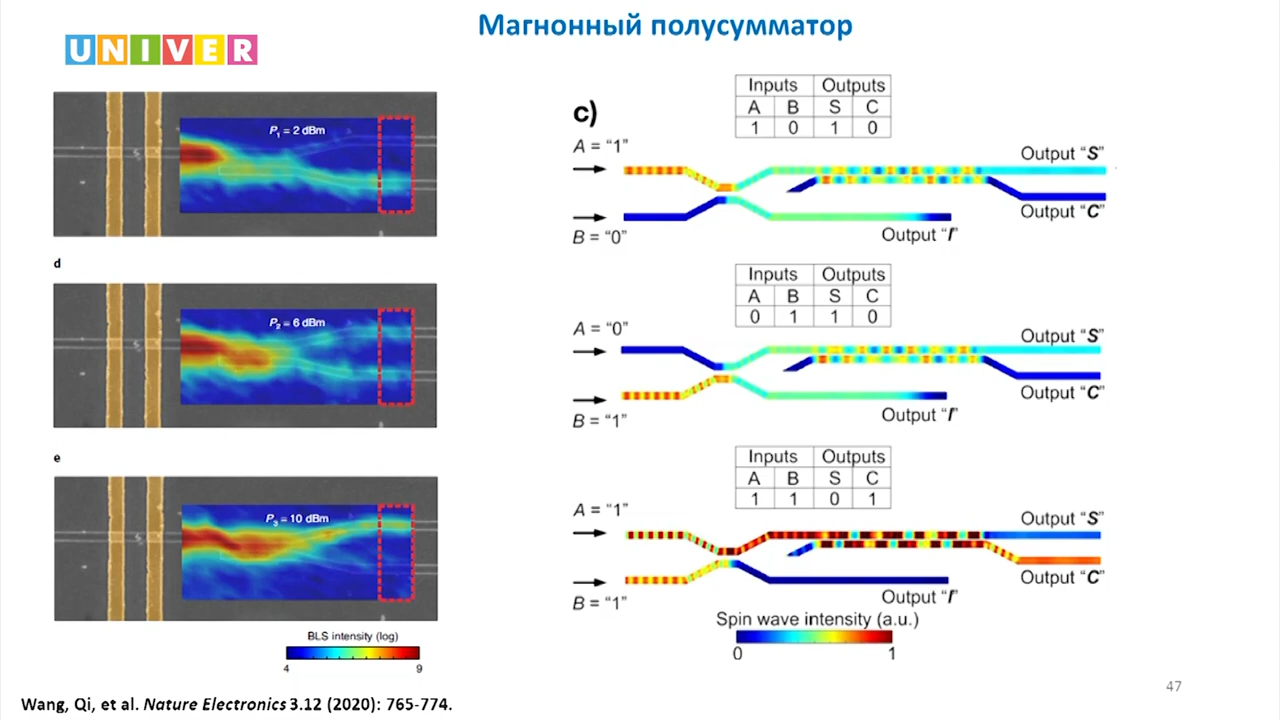 Магнонный полусумматор
UNIVER
P₁ = 2 dBm
d
P₂ = 6 dBm
e
P₃ = 10 dBm
BLS intensity (log)
4 9
c)
Inputs Outputs
A B S C
1 0 1 0
A = “1”
B = “0”
Output “S”
Output “C”
Output “I”
Inputs Outputs
A B S C
0 1 1 0
A = “0”
B = “1”
Output “S”
Output “C”
Output “I”
Inputs Outputs
A B S C
1 1 0 1
A = “1”
B = “1”
Output “S”
Output “C”
Output “I”
Spin wave intensity (a.u.)
0 1
47
Wang, Qi, et al. Nature Electronics 3.12 (2020): 765-774.